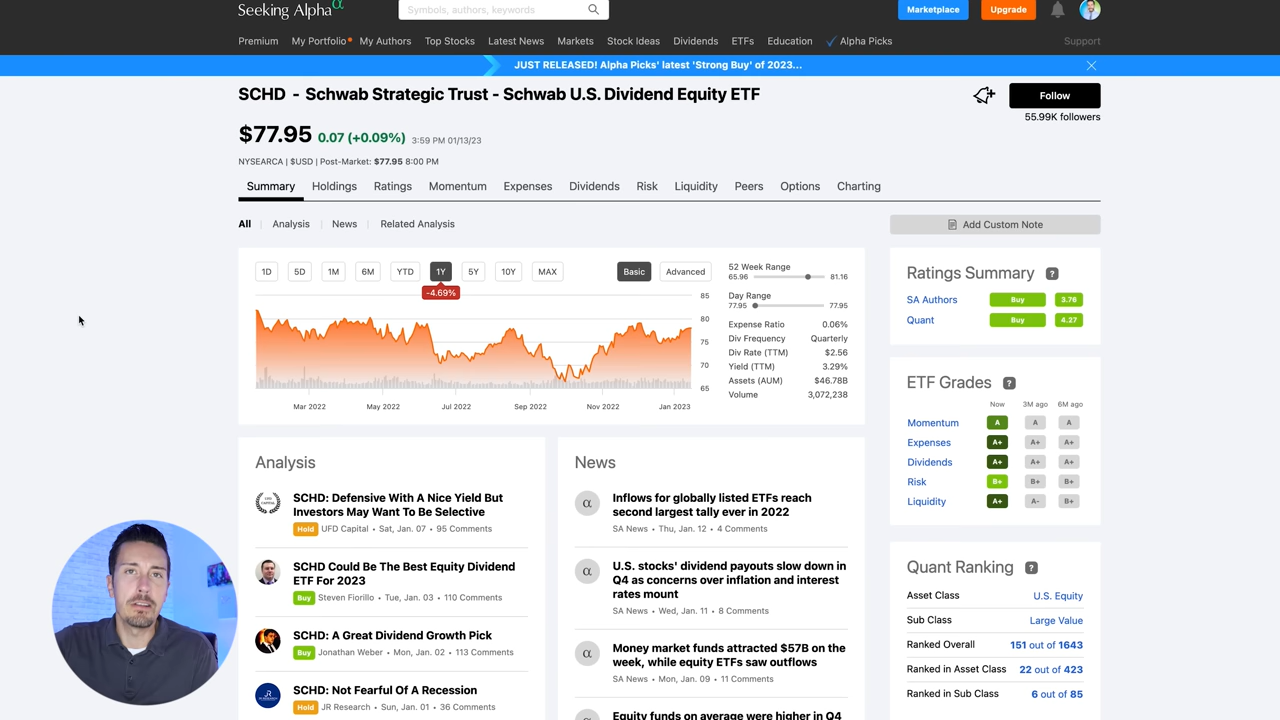 Seeking Alpha α
Symbols, authors, keywords
Marketplace
Upgrade
Premium
My Portfolio
My Authors
Top Stocks
Latest News
Markets
Stock Ideas
Dividends
ETFs
Education
Alpha Picks
Support
JUST RELEASED! Alpha Picks' latest 'Strong Buy' of 2023...
SCHD - Schwab Strategic Trust - Schwab U.S. Dividend Equity ETF
Follow
55.99K followers
$77.95 0.07 (+0.09%) 3:59 PM 01/13/23
NYSEARCA | $USD | Post-Market: $77.95 8:00 PM
Summary
Holdings
Ratings
Momentum
Expenses
Dividends
Risk
Liquidity
Peers
Options
Charting
All
Analysis
News
Related Analysis
Add Custom Note
1D
5D
1M
6M
YTD
1Y
5Y
10Y
MAX
Basic
Advanced
-4.69%
85
80
75
70
65
Mar 2022
May 2022
Jul 2022
Sep 2022
Nov 2022
Jan 2023
52 Week Range
65.96 81.16
Day Range
77.95 77.95
Expense Ratio 0.06%
Div Frequency Quarterly
Div Rate (TTM) $2.56
Yield (TTM) 3.29%
Assets (AUM) $46.78B
Volume 3,072,238
Ratings Summary ?
SA Authors Buy 3.76
Quant Buy 4.27
ETF Grades ?
Now 3M ago 6M ago
Momentum A A A
Expenses A+ A+ A+
Dividends A+ A+ A+
Risk B+ B+ B+
Liquidity A+ A- B+
Quant Ranking ?
Asset Class U.S. Equity
Sub Class Large Value
Ranked Overall 151 out of 1643
Ranked in Asset Class 22 out of 423
Ranked in Sub Class 6 out of 85
Analysis
SCHD: Defensive With A Nice Yield But
Investors May Want To Be Selective
Hold UFD Capital • Sat, Jan. 07 • 95 Comments
SCHD Could Be The Best Equity Dividend
ETF For 2023
Buy Steven Fiorillo • Tue, Jan. 03 • 110 Comments
SCHD: A Great Dividend Growth Pick
Buy Jonathan Weber • Mon, Jan. 02 • 113 Comments
SCHD: Not Fearful Of A Recession
Hold JR Research • Sun, Jan. 01 • 36 Comments
News
α
Inflows for globally listed ETFs reach
second largest tally ever in 2022
SA News • Thu, Jan. 12 • 4 Comments
α
U.S. stocks' dividend payouts slow down in
Q4 as concerns over inflation and interest
rates mount
SA News • Wed, Jan. 11 • 8 Comments
α
Money market funds attracted $57B on the
week, while equity ETFs saw outflows
SA News • Mon, Jan. 09 • 11 Comments
Equity funds on average were higher in Q4